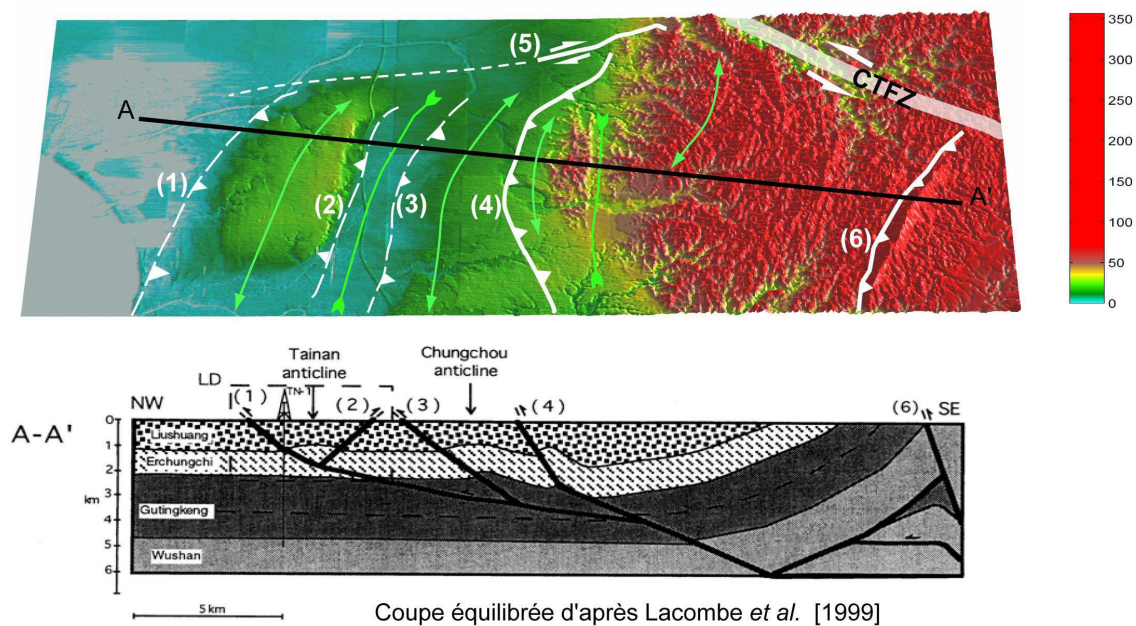 350
300
250
200
150
100
50
0
(5)
CTFZ
A
(1)
(2)
(3)
(4)
A'
(6)
Tainan
anticline
Chungchou
anticline
LD
NW
(1)
TN-1
(2)
(3)
(4)
(6)
SE
A-A'
0
1
2
km
3
4
5
6
Liushuang
Erchungchi
Gutingkeng
Wushan
5 km
Coupe équilibrée d'après Lacombe et al. [1999]